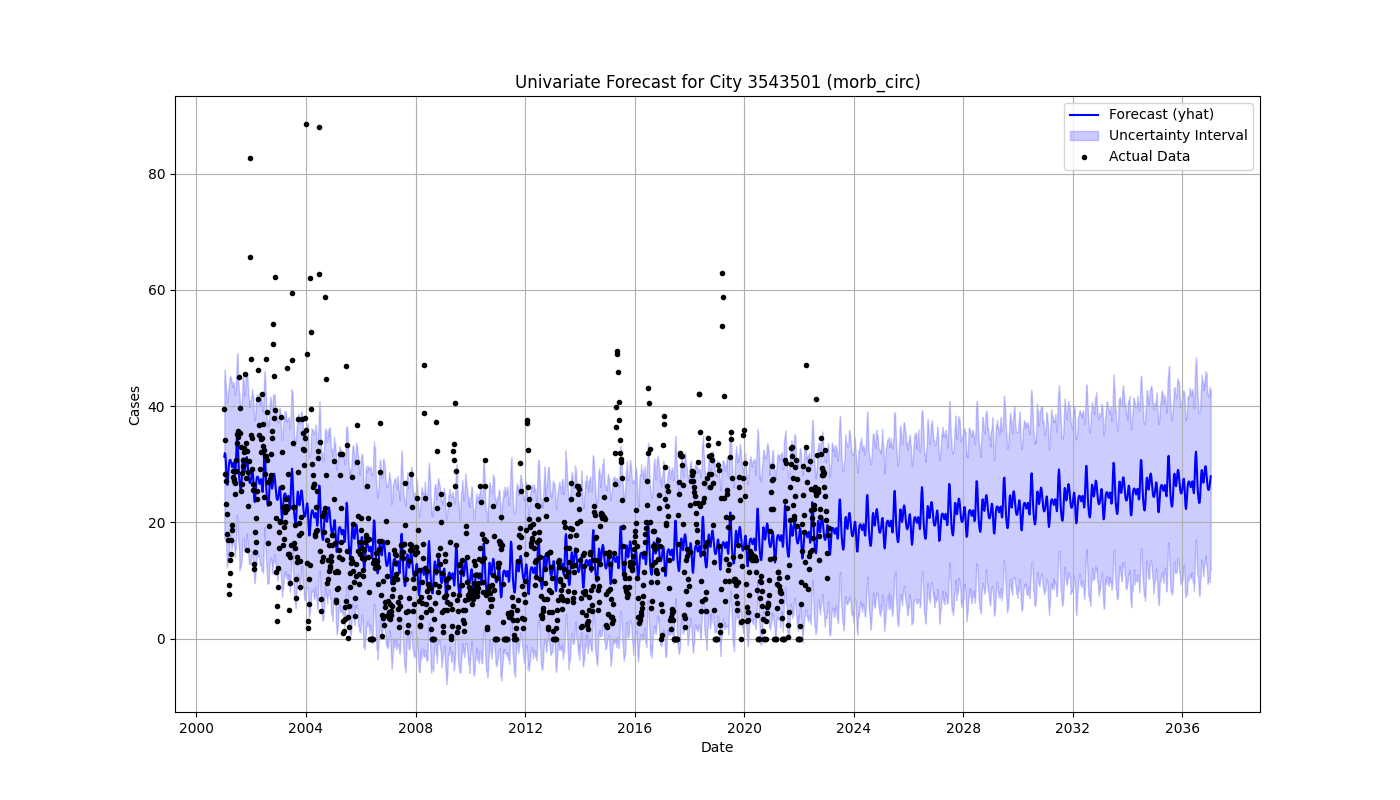 Univariate Forecast for City 3543501 (morb_circ)
Forecast (yhat)
Uncertainty Interval
Actual Data
Cases
80
60
40
20
0
2000 2004 2008 2012 2016 2020 2024 2028 2032 2036
Date